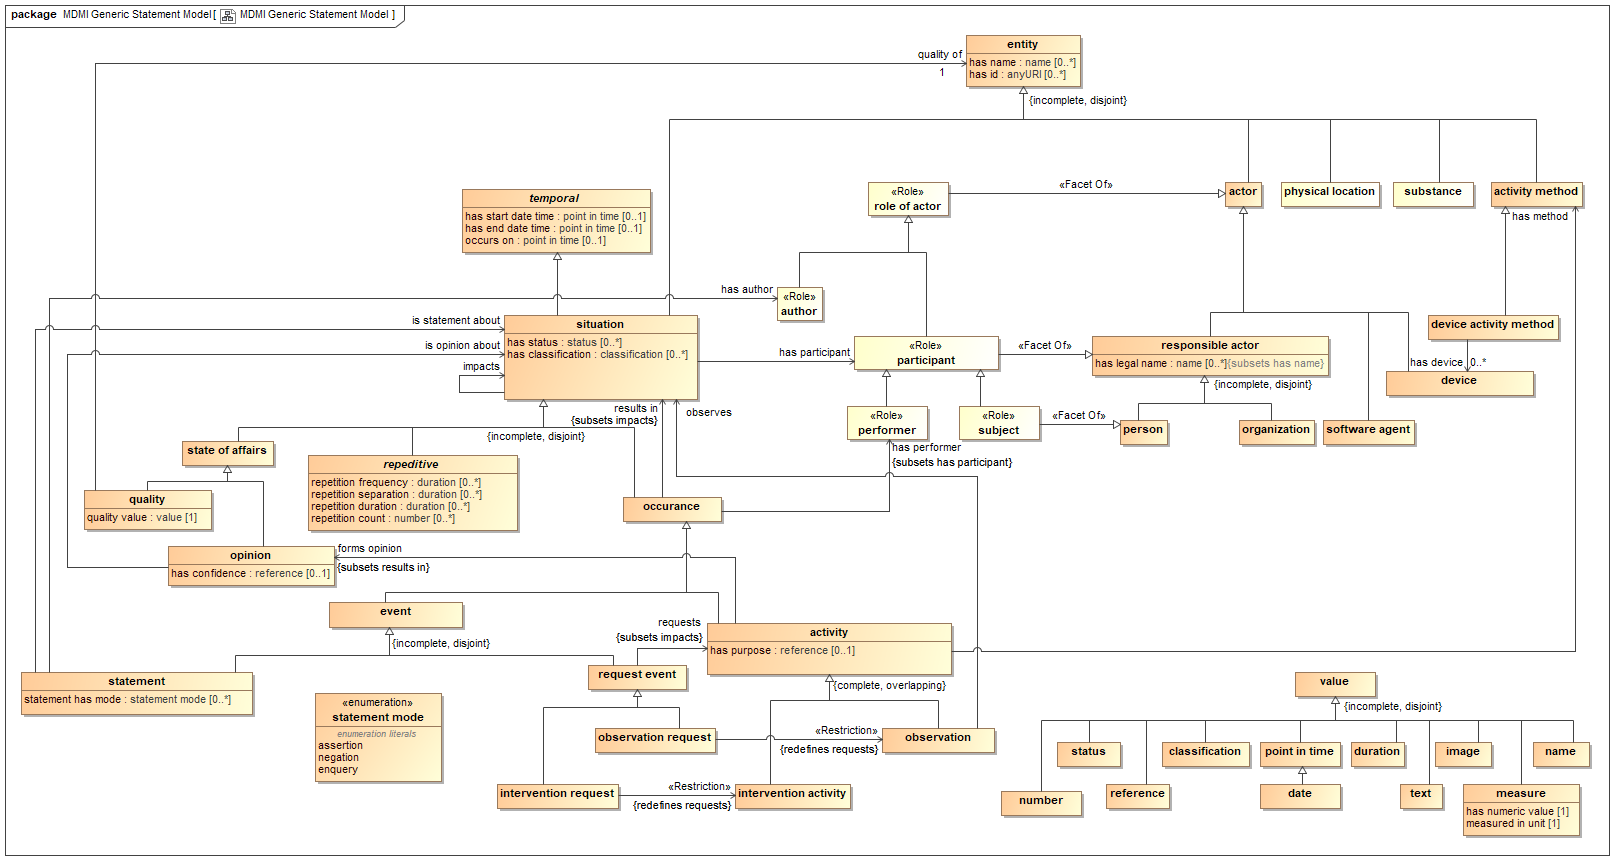 package MDMI Generic Statement Model[ MDMI Generic Statement Model ]
entity
has name : name [0..*]
has id : anyURI [0..*]
quality of
1
{incomplete, disjoint}
«Role»
role of actor
«Facet Of»
actor
physical location
substance
activity method
has method
temporal
has start date time : point in time [0..1]
has end date time : point in time [0..1]
occurs on : point in time [0..1]
has author
«Role»
author
is statement about
is opinion about
impacts
situation
has status : status [0..*]
has classification : classification [0..*]
has participant
«Role»
participant
«Facet Of»
responsible actor
has legal name : name [0..*]{subsets has name}
{incomplete, disjoint}
device activity method
has device
0..*
device
results in
{subsets impacts}
observes
{incomplete, disjoint}
«Role»
performer
«Role»
subject
«Facet Of»
person
organization
software agent
has performer
{subsets has participant}
state of affairs
repeditive
repetition frequency : duration [0..*]
repetition separation : duration [0..*]
repetition duration : duration [0..*]
repetition count : number [0..*]
quality
quality value : value [1]
occurance
opinion
has confidence : reference [0..1]
forms opinion
{subsets results in}
event
{incomplete, disjoint}
requests
{subsets impacts}
activity
has purpose : reference [0..1]
{complete, overlapping}
statement
statement has mode : statement mode [0..*]
«enumeration»
statement mode
enumeration literals
assertion
negation
enquery
request event
observation request
«Restriction»
{redefines requests}
observation
intervention request
«Restriction»
{redefines requests}
intervention activity
value
{incomplete, disjoint}
status
classification
point in time
duration
image
name
number
reference
date
text
measure
has numeric value [1]
measured in unit [1]